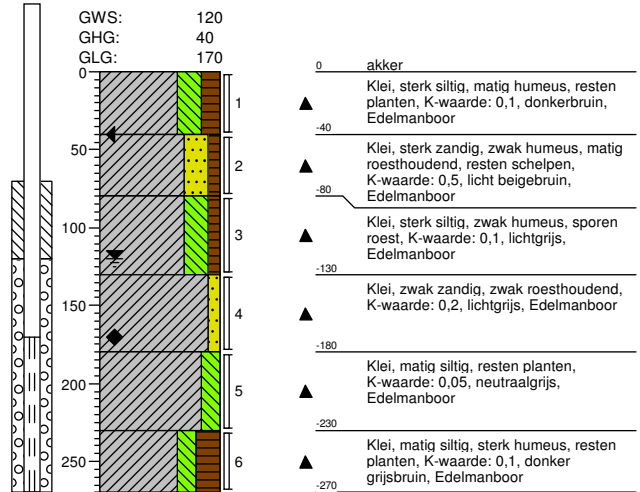 GWS: 120
GHG: 40
GLG: 170
0
50
100
150
200
250
1
2
3
4
5
6
0 akker
Klei, sterk siltig, matig humeus, resten
planten, K-waarde: 0,1, donkerbruin,
Edelmanboor
-40
Klei, sterk zandig, zwak humeus, matig
roesthoudend, resten schelpen,
K-waarde: 0,5, licht beigebruin,
Edelmanboor
-80
Klei, sterk siltig, zwak humeus, sporen
roest, K-waarde: 0,1, lichtgrijs,
Edelmanboor
-130
Klei, zwak zandig, zwak roesthoudend,
K-waarde: 0,2, lichtgrijs, Edelmanboor
-180
Klei, matig siltig, resten planten,
K-waarde: 0,05, neutraalgrijs,
Edelmanboor
-230
Klei, matig siltig, sterk humeus, resten
planten, K-waarde: 0,1, donker
grijsbruin, Edelmanboor
-270